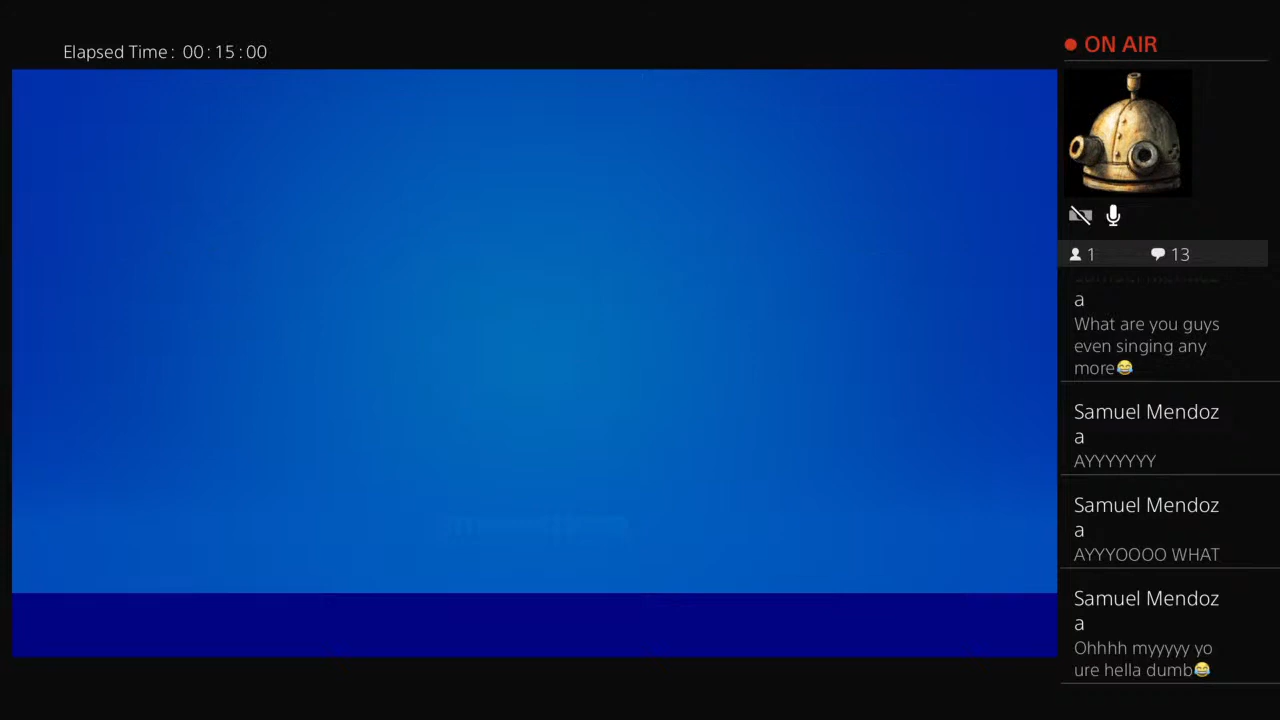 Elapsed Time: 00:15:00
ON AIR
1 13
a
What are you guys
even singing any
more😂
Samuel Mendoz
a
AYYYYYYY
Samuel Mendoz
a
AYYYOOOO WHAT
Samuel Mendoz
a
Ohhhh myyyyy yo
ure hella dumb😂